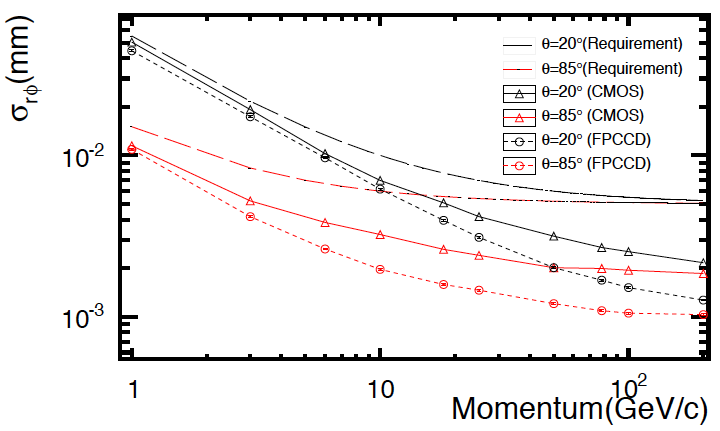 σrϕ(mm)
10-2
10-3
θ=20°(Requirement)
θ=85°(Requirement)
θ=20° (CMOS)
θ=85° (CMOS)
θ=20° (FPCCD)
θ=85° (FPCCD)
1
10
102
Momentum(GeV/c)